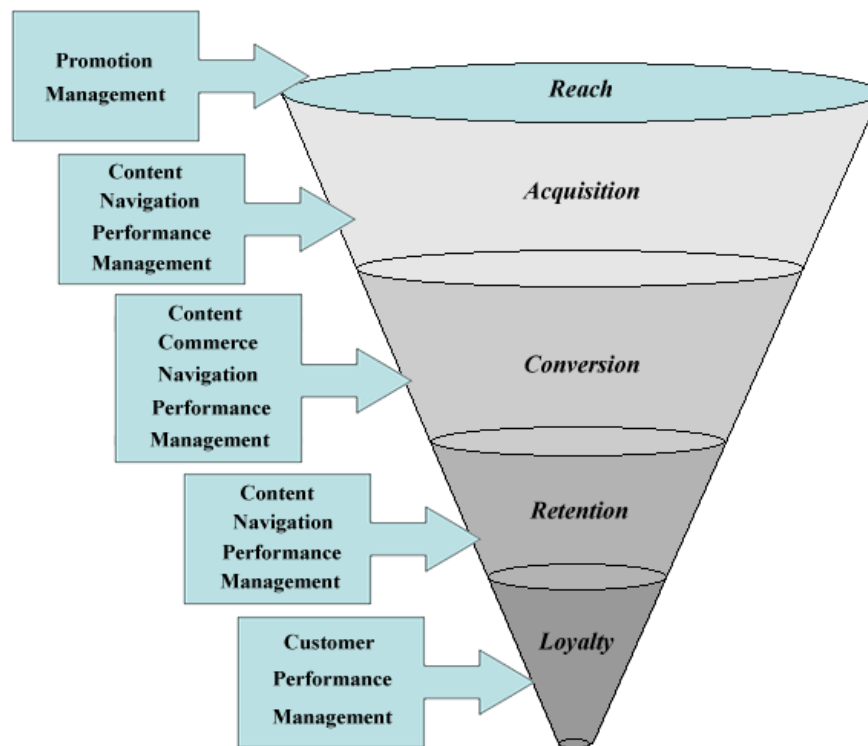 Promotion
Management
Reach
Content
Navigation
Performance
Management
Acquisition
Content
Commerce
Navigation
Performance
Management
Conversion
Content
Navigation
Performance
Management
Retention
Customer
Performance
Management
Loyalty